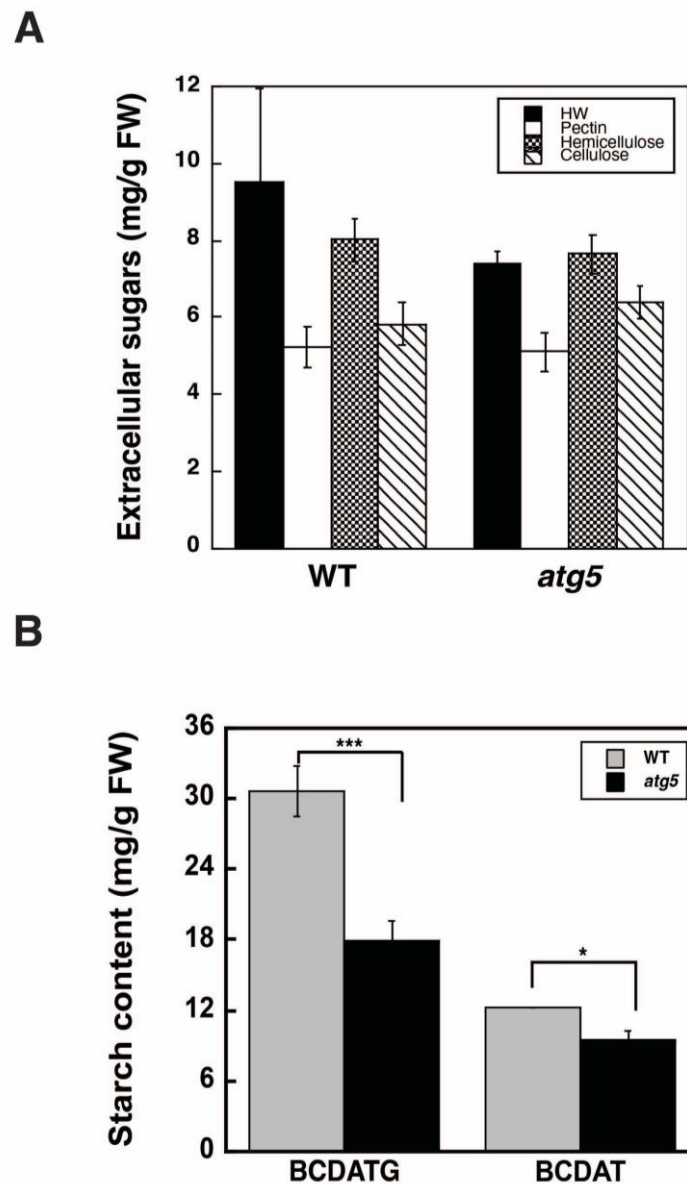 A
Extracellular sugars (mg/g FW)
12
10
8
6
4
2
0
HW
Pectin
Hemicellulose
Cellulose
WT
atg5
B
Starch content (mg/g FW)
36
30
24
18
12
6
0
***
*
WT
atg5
BCDATG
BCDAT